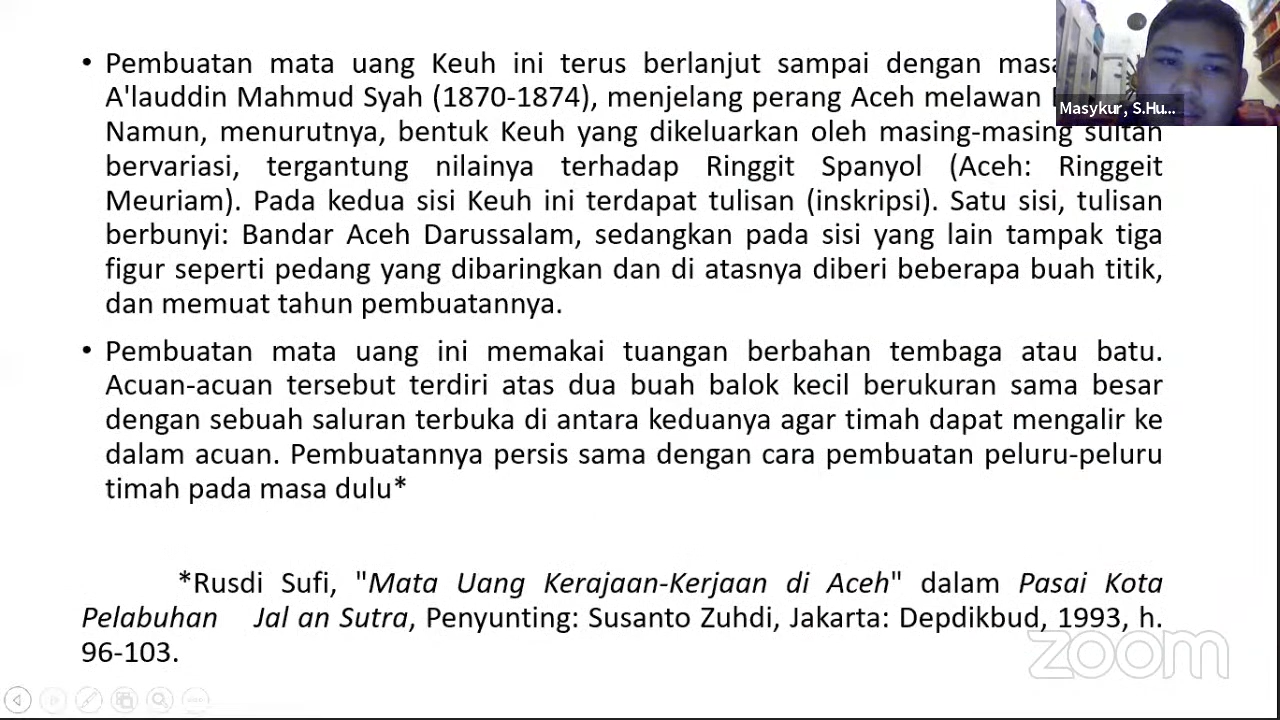 • Pembuatan mata uang Keuh ini terus berlanjut sampai dengan masa
A'lauddin Mahmud Syah (1870-1874), menjelang perang Aceh melawan
Namun, menurutnya, bentuk Keuh yang dikeluarkan oleh masing-masing sultan
bervariasi, tergantung nilainya terhadap Ringgit Spanyol (Aceh: Ringgeit
Meuriam). Pada kedua sisi Keuh ini terdapat tulisan (inskripsi). Satu sisi, tulisan
berbunyi: Bandar Aceh Darussalam, sedangkan pada sisi yang lain tampak tiga
figur seperti pedang yang dibaringkan dan di atasnya diberi beberapa buah titik,
dan memuat tahun pembuatannya.
• Pembuatan mata uang ini memakai tuangan berbahan tembaga atau batu.
Acuan-acuan tersebut terdiri atas dua buah balok kecil berukuran sama besar
dengan sebuah saluran terbuka di antara keduanya agar timah dapat mengalir ke
dalam acuan. Pembuatannya persis sama dengan cara pembuatan peluru-peluru
timah pada masa dulu*
*Rusdi Sufi, "Mata Uang Kerajaan-Kerjaan di Aceh" dalam Pasai Kota
Pelabuhan Jal an Sutra, Penyunting: Susanto Zuhdi, Jakarta: Depdikbud, 1993, h.
96-103.
Masykur, S.Hu...
zoom